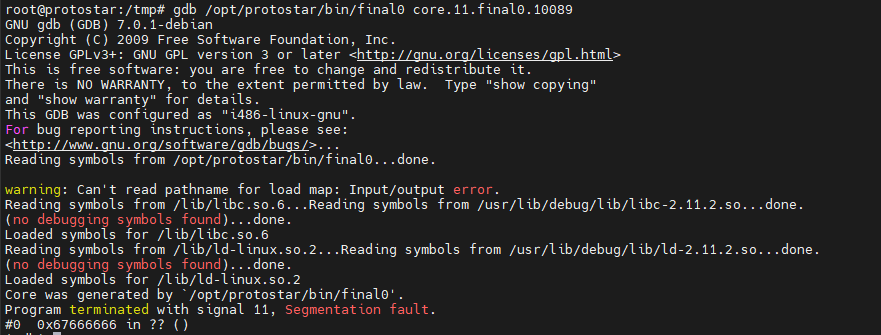 root@protostar:/tmp# gdb /opt/protostar/bin/final0 core.11.final0.10089
GNU gdb (GDB) 7.0.1-debian
Copyright (C) 2009 Free Software Foundation, Inc.
License GPLv3+: GNU GPL version 3 or later <http://gnu.org/licenses/gpl.html>
This is free software: you are free to change and redistribute it.
There is NO WARRANTY, to the extent permitted by law.  Type "show copying"
and "show warranty" for details.
This GDB was configured as "i486-linux-gnu".
For bug reporting instructions, please see:
<http://www.gnu.org/software/gdb/bugs/>...
Reading symbols from /opt/protostar/bin/final0...done.

warning: Can't read pathname for load map: Input/output error.
Reading symbols from /lib/libc.so.6...Reading symbols from /usr/lib/debug/lib/libc-2.11.2.so...done.
(no debugging symbols found)...done.
Loaded symbols for /lib/libc.so.6
Reading symbols from /lib/ld-linux.so.2...Reading symbols from /usr/lib/debug/lib/ld-2.11.2.so...done.
(no debugging symbols found)...done.
Loaded symbols for /lib/ld-linux.so.2
Core was generated by `/opt/protostar/bin/final0'.
Program terminated with signal 11, Segmentation fault.
#0  0x67666666 in ?? ()